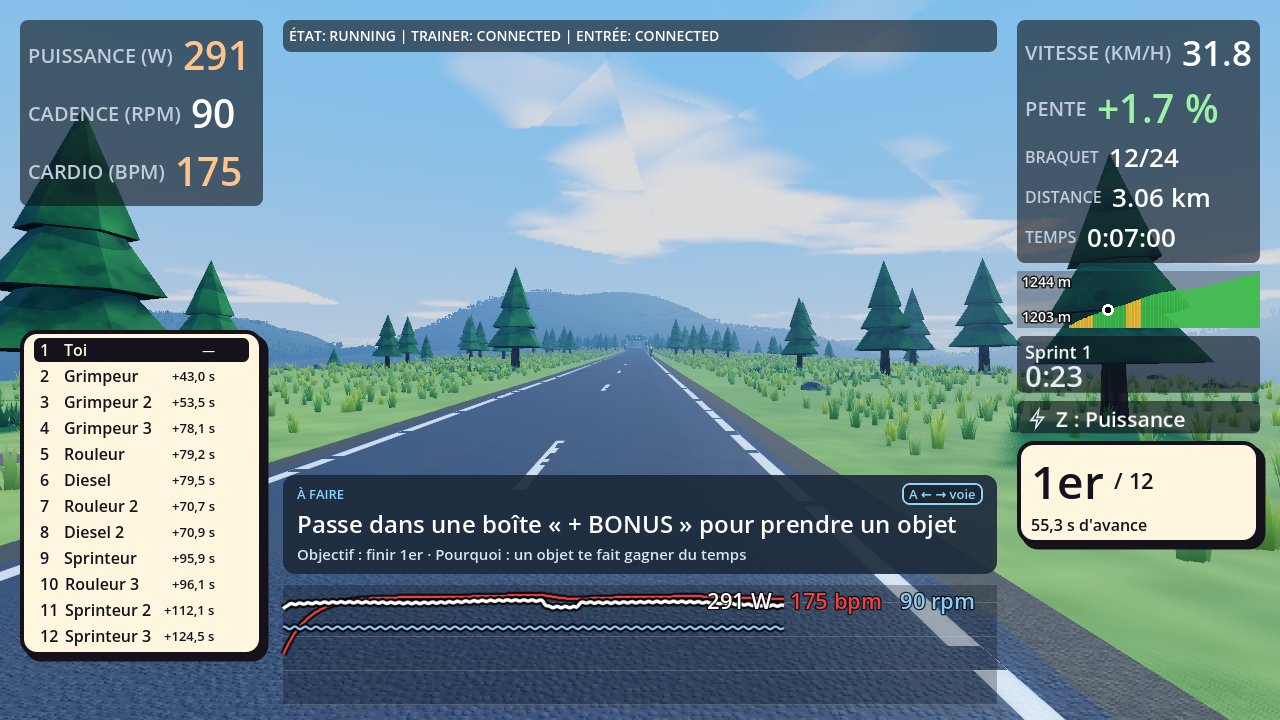 PUISSANCE (W) 291
CADENCE (RPM) 90
CARDIO (BPM) 175
ÉTAT: RUNNING | TRAINER: CONNECTED | ENTRÉE: CONNECTED
VITESSE (KM/H) 31.8
PENTE +1.7 %
BRAQUET 12/24
DISTANCE 3.06 km
TEMPS 0:07:00
1244 m
1203 m
Sprint 1
0:23
Z : Puissance
1er / 12
55,3 s d'avance
1 Toi —
2 Grimpeur +43,0 s
3 Grimpeur 2 +53,5 s
4 Grimpeur 3 +78,1 s
5 Rouleur +79,2 s
6 Diesel +79,5 s
7 Rouleur 2 +70,7 s
8 Diesel 2 +70,9 s
9 Sprinteur +95,9 s
10 Rouleur 3 +96,1 s
11 Sprinteur 2 +112,1 s
12 Sprinteur 3 +124,5 s
À FAIRE
A ← → voie
Passe dans une boîte « + BONUS » pour prendre un objet
Objectif : finir 1er · Pourquoi : un objet te fait gagner du temps
291 W 175 bpm 90 rpm